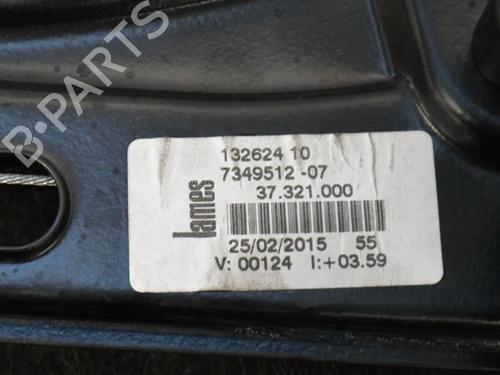 132624 10
7349512 -07
37.321.000
Lames
25/02/2015 55
V: 00124 I:+03.59
B-PARTS